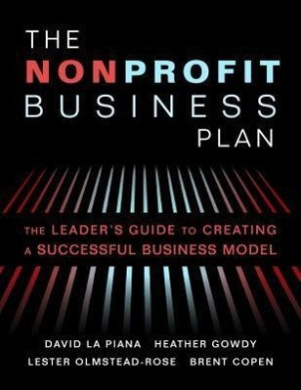 THE
NONPROFIT
BUSINESS
PLAN
THE LEADER'S GUIDE TO CREATING
A SUCCESSFUL BUSINESS MODEL
DAVID LA PIANA HEATHER GOWDY
LESTER OLMSTEAD-ROSE BRENT COPEN